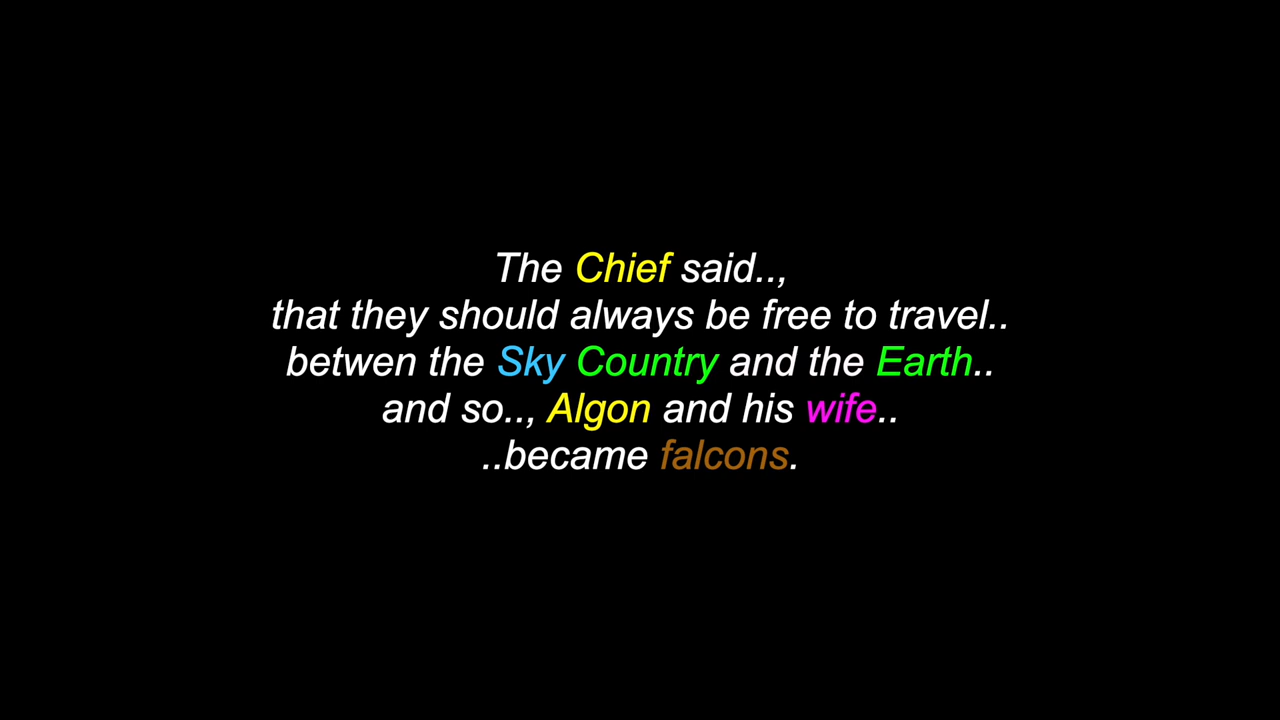 The Chief said..,
that they should always be free to travel..
betwen the Sky Country and the Earth..
and so.., Algon and his wife..
..became falcons.